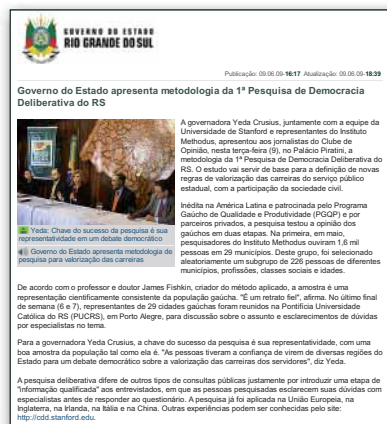 GOVERNO DO ESTADO
RIO GRANDE DO SUL
Publicação: 09.06.09-16:17 Atualização: 09.06.09-18:39
Governo do Estado apresenta metodologia da 1ª Pesquisa de Democracia
Deliberativa do RS
A governadora Yeda Crusius, juntamente com a equipe da
Universidade de Stanford e representantes do Instituto
Methodus, apresentou aos jornalistas do Clube de
Opinião, nesta terça-feira (9), no Palácio Piratini, a
metodologia da 1ª Pesquisa de Democracia Deliberativa do
RS. O estudo vai servir de base para a definição de novas
regras de valorização das carreiras do serviço público
estadual, com a participação da sociedade civil.
Yeda: Chave do sucesso da pesquisa é sua
representatividade em um debate democrático
Governo do Estado apresenta metodologia de
pesquisa para valorização das carreiras
Inédita na América Latina e patrocinada pelo Programa
Gaúcho de Qualidade e Produtividade (PGQP) e por
parceiros privados, a pesquisa testou a opinião dos
gaúchos em duas etapas. Na primeira, em maio,
pesquisadores do Instituto Methodus ouviram 1,6 mil
pessoas em 29 municípios. Deste grupo, foi selecionado
aleatoriamente um subgrupo de 226 pessoas de diferentes
municípios, profissões, classes sociais e idades.
De acordo com o professor e doutor James Fishkin, criador do método aplicado, a amostra é uma
representação cientificamente consistente da população gaúcha. "É um retrato fiel", afirma. No último final
de semana (6 e 7), representantes de 29 cidades gaúchas foram reunidos na Pontifícia Universidade
Católica do RS (PUCRS), em Porto Alegre, para discussão sobre o assunto e esclarecimentos de dúvidas
por especialistas no tema.
Para a governadora Yeda Crusius, a chave do sucesso da pesquisa é sua representatividade, com uma
boa amostra da população tal como ela é. "As pessoas tiveram a confiança de virem de diversas regiões do
Estado para um debate democrático sobre a valorização das carreiras dos servidores", diz Yeda.
A pesquisa deliberativa difere de outros tipos de consultas públicas justamente por introduzir uma etapa de
"informação qualificada" aos entrevistados, em que as pessoas pesquisadas esclarecem suas dúvidas com
especialistas antes de responder ao questionário. A pesquisa já foi aplicada na União Europeia, na
Inglaterra, na Irlanda, na Itália e na China. Outras experiências podem ser conhecidas pelo site:
http://cdd.stanford.edu.